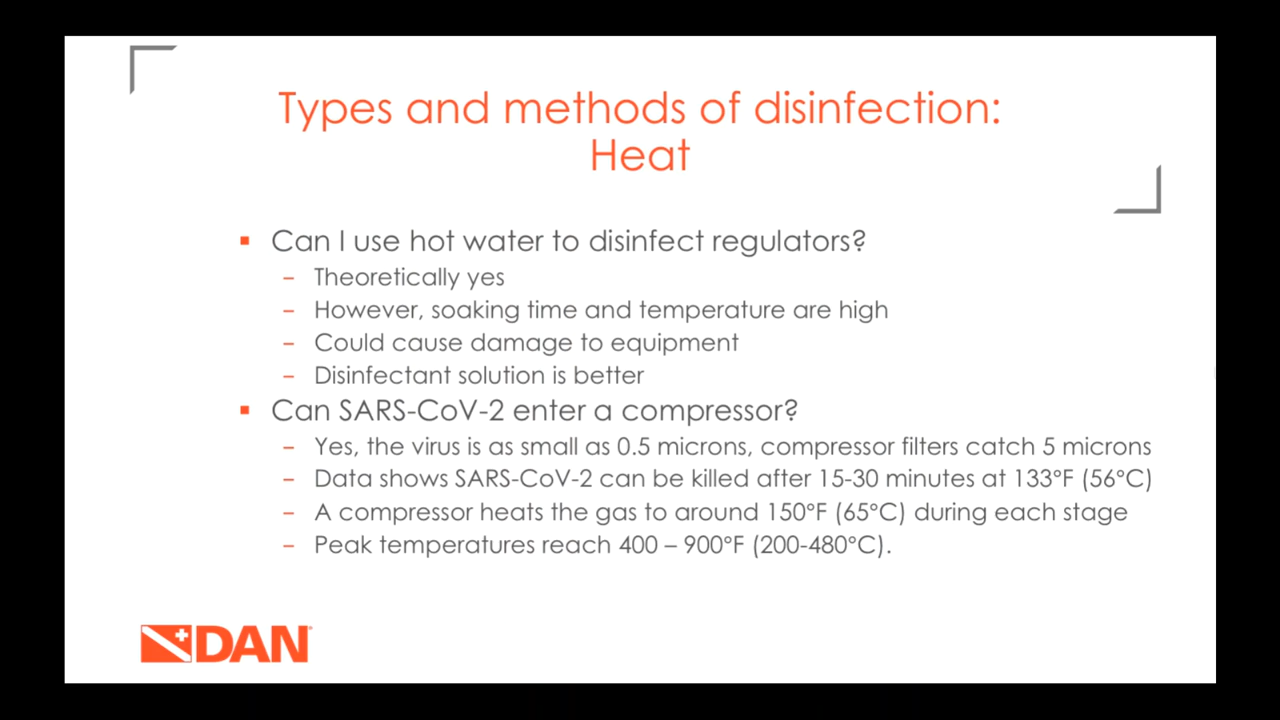 Types and methods of disinfection:
Heat
Can I use hot water to disinfect regulators?
– Theoretically yes
– However, soaking time and temperature are high
– Could cause damage to equipment
– Disinfectant solution is better
Can SARS-CoV-2 enter a compressor?
– Yes, the virus is as small as 0.5 microns, compressor filters catch 5 microns
– Data shows SARS-CoV-2 can be killed after 15-30 minutes at 133°F (56°C)
– A compressor heats the gas to around 150°F (65°C) during each stage
– Peak temperatures reach 400 – 900°F (200-480°C).
DAN